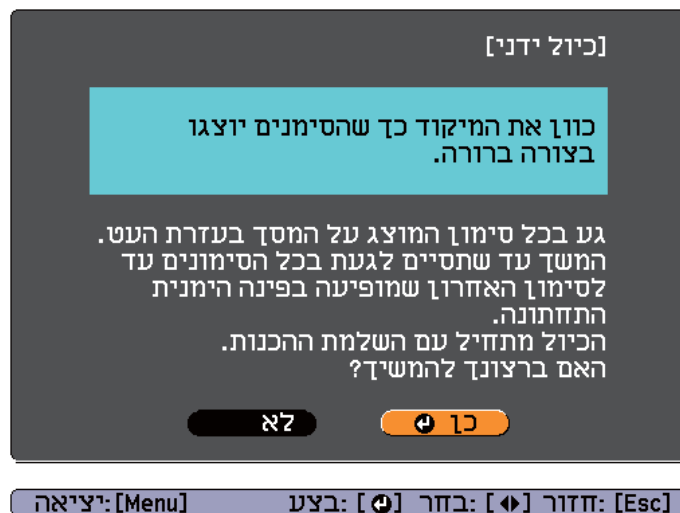 [כיול ידני]
כוון את המיקוד כך שהסימנים יוצגו
בצורה ברורה.
גע בכל סימון המוצג על המסך בעזרת העט.
המשך עד שתסיים לגעת בכל הסימונים עד
לסימון האחרון שמופיעה בפינה הימנית
התחתונה.
הכיול מתחיל עם השלמת ההכנות.
האם ברצונך להמשיך?
כן לא
[Esc] :חזור [◆] :בחר [↵] :בצע [Menu]:יציאה